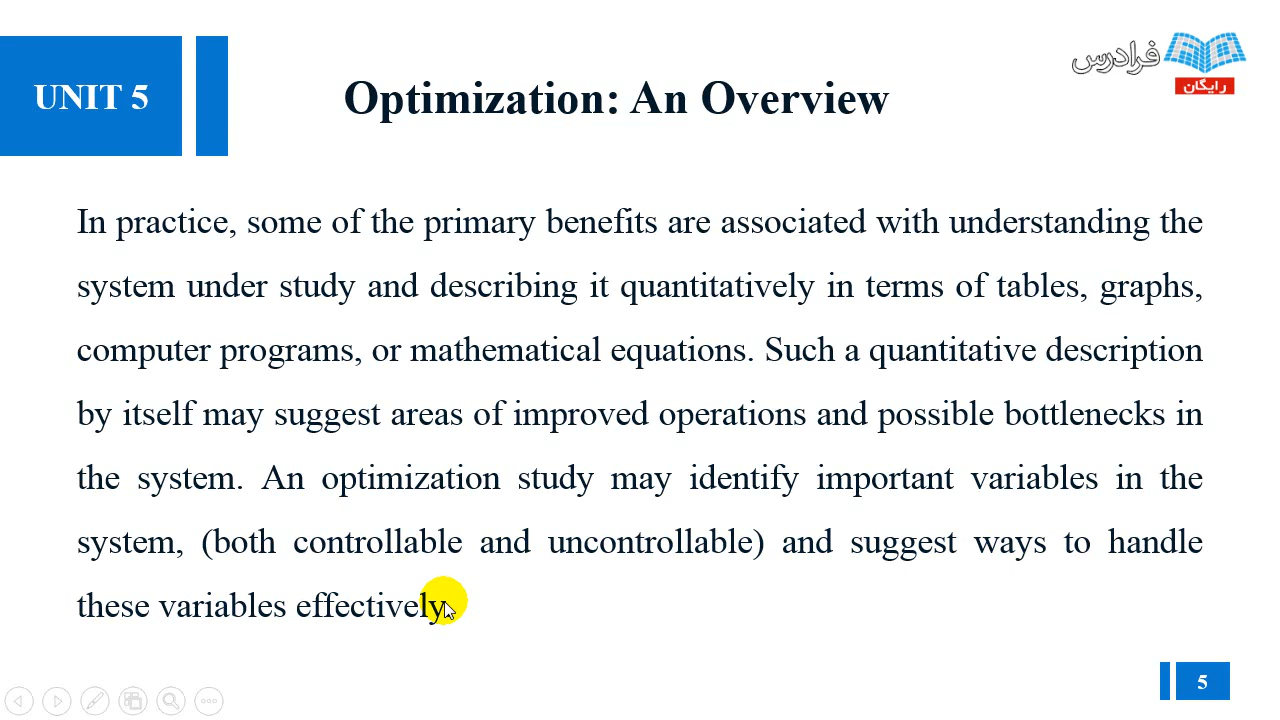 UNIT 5
Optimization: An Overview
فرادرس
رایگان
In practice, some of the primary benefits are associated with understanding the
system under study and describing it quantitatively in terms of tables, graphs,
computer programs, or mathematical equations. Such a quantitative description
by itself may suggest areas of improved operations and possible bottlenecks in
the system. An optimization study may identify important variables in the
system, (both controllable and uncontrollable) and suggest ways to handle
these variables effectively.
5